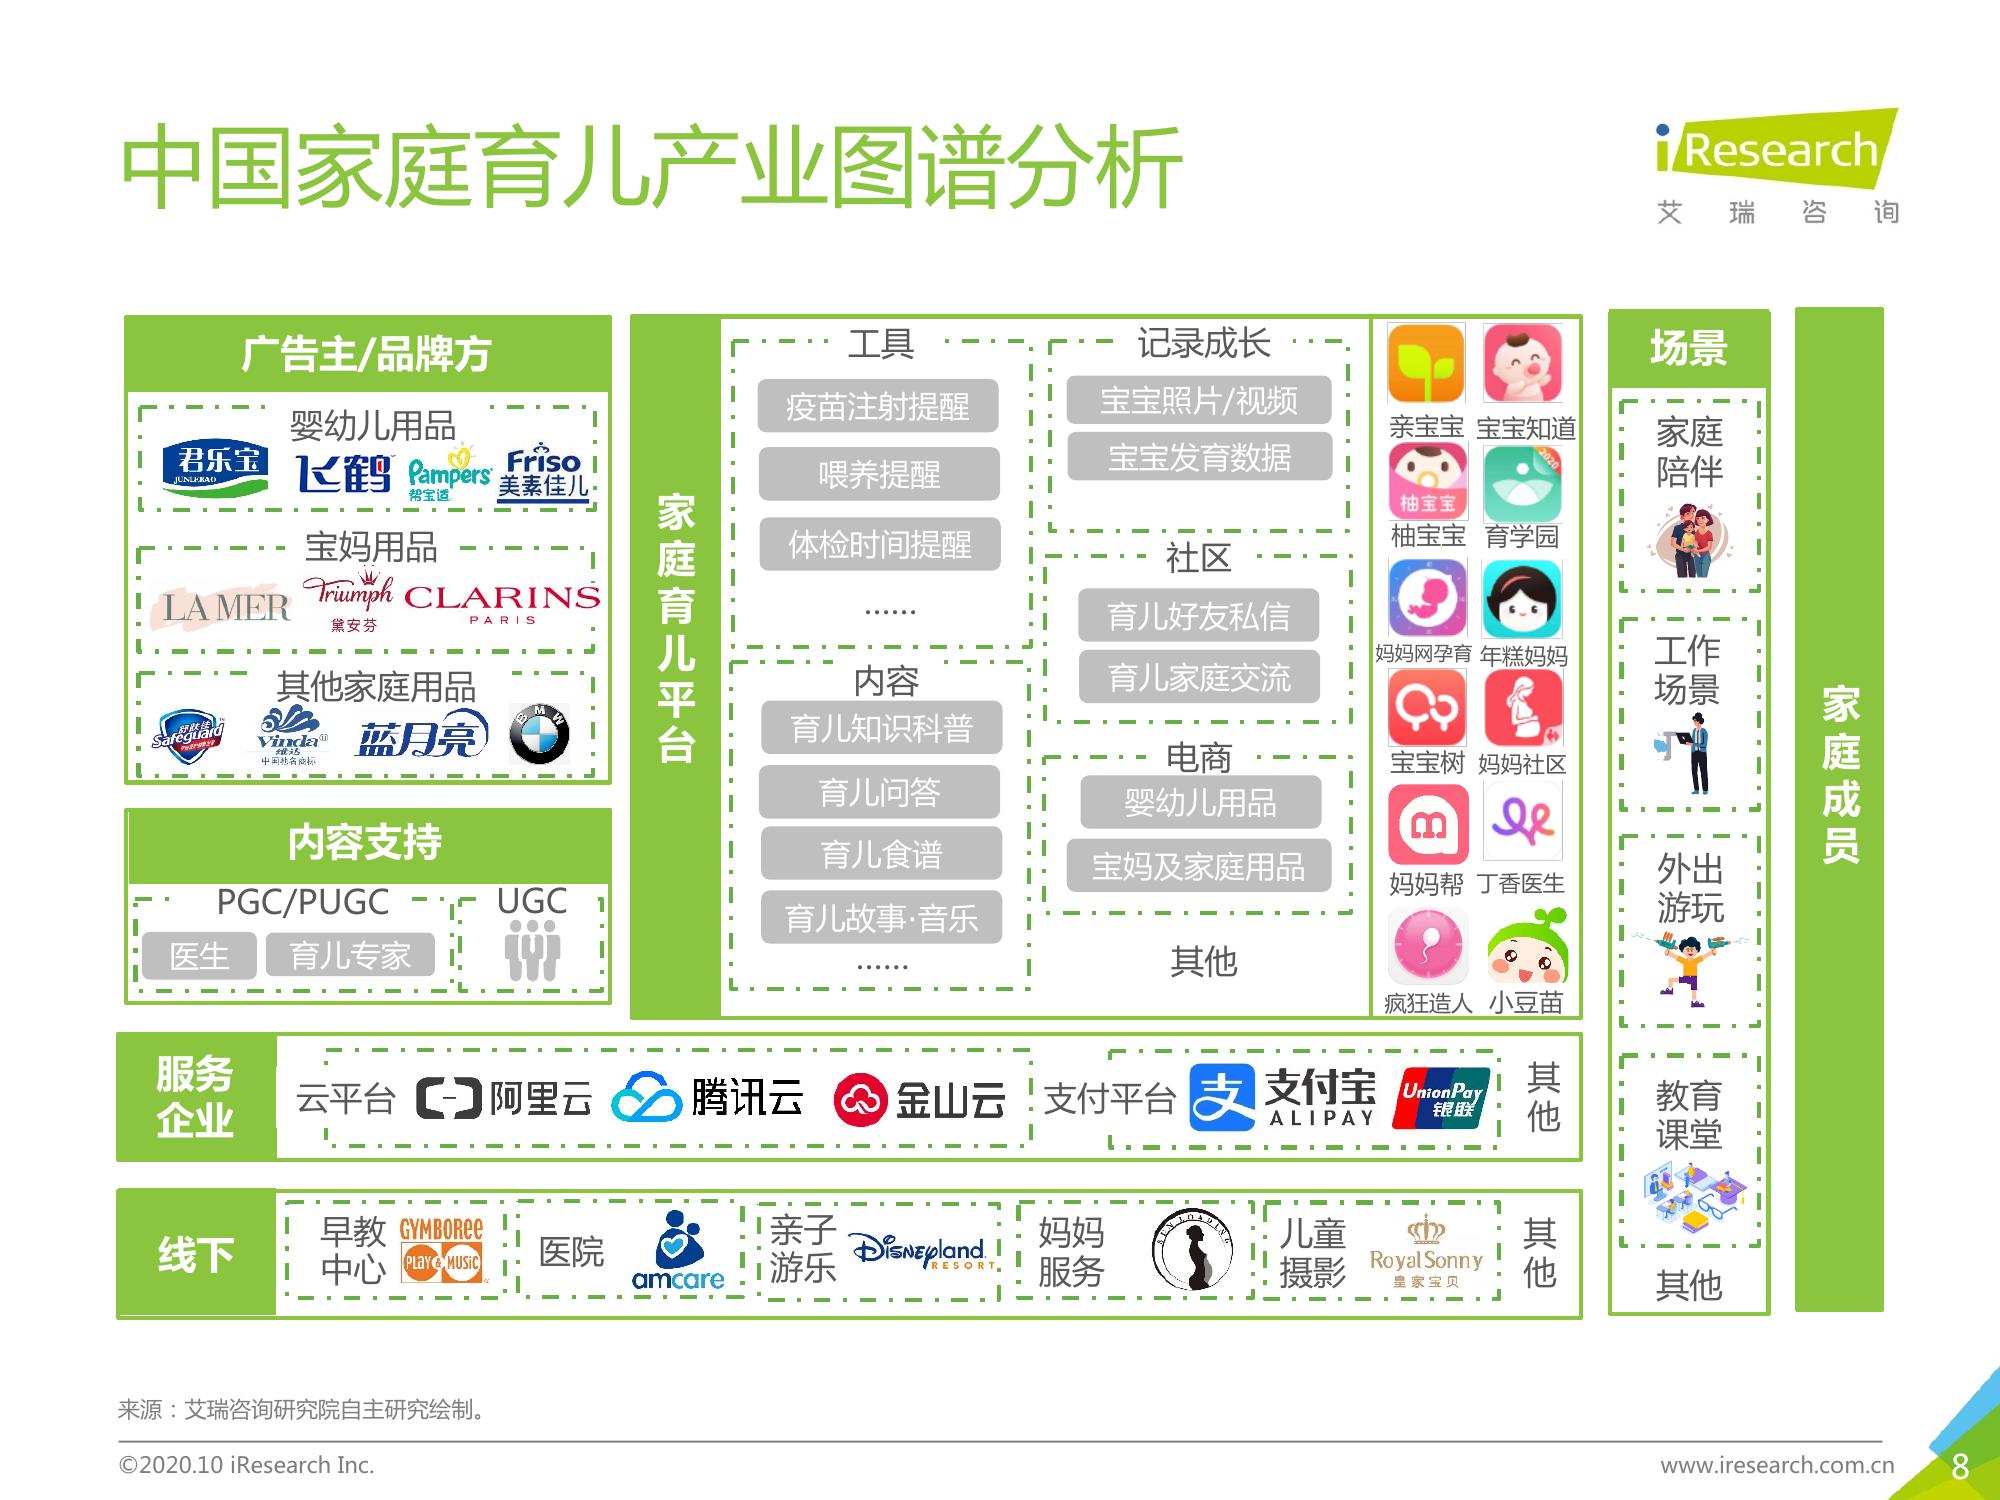 中国家庭育儿产业图谱分析
iResearch
艾瑞咨询
广告主/品牌方
婴幼儿用品
君乐宝
JUNLEBAO
飞鹤
Pampers
帮宝适
Friso
美素佳儿
宝妈用品
LA MER
Triumph
黛安芬
CLARINS
PARIS
其他家庭用品
舒肤佳
Safeguard
Vinda
维达
中国驰名商标
蓝月亮
BMW
内容支持
PGC/PUGC
医生
育儿专家
UGC
家庭育儿平台
工具
疫苗注射提醒
喂养提醒
体检时间提醒
......
内容
育儿知识科普
育儿问答
育儿食谱
育儿故事·音乐
......
记录成长
宝宝照片/视频
宝宝发育数据
社区
育儿好友私信
育儿家庭交流
电商
婴幼儿用品
宝妈及家庭用品
其他
亲宝宝
宝宝知道
柚宝宝
2020
柚宝宝
育学园
妈妈网孕育
年糕妈妈
宝宝树
妈妈社区
妈妈帮
丁香医生
疯狂造人
小豆苗
场景
家庭
陪伴
工作
场景
外出
游玩
教育
课堂
其他
家庭成员
服务
企业
云平台
阿里云
腾讯云
金山云
支付平台
支
支付宝
ALIPAY
UnionPay
银联
其他
线下
早教
中心
GYMBOREE
PLAY & MUSIC
医院
amcare
亲子
游乐
Disneyland
RESORT
妈妈
服务
儿童
摄影
RoyalSonny
皇家宝贝
其他
来源：艾瑞咨询研究院自主研究绘制。
©2020.10 iResearch Inc.
www.iresearch.com.cn
8